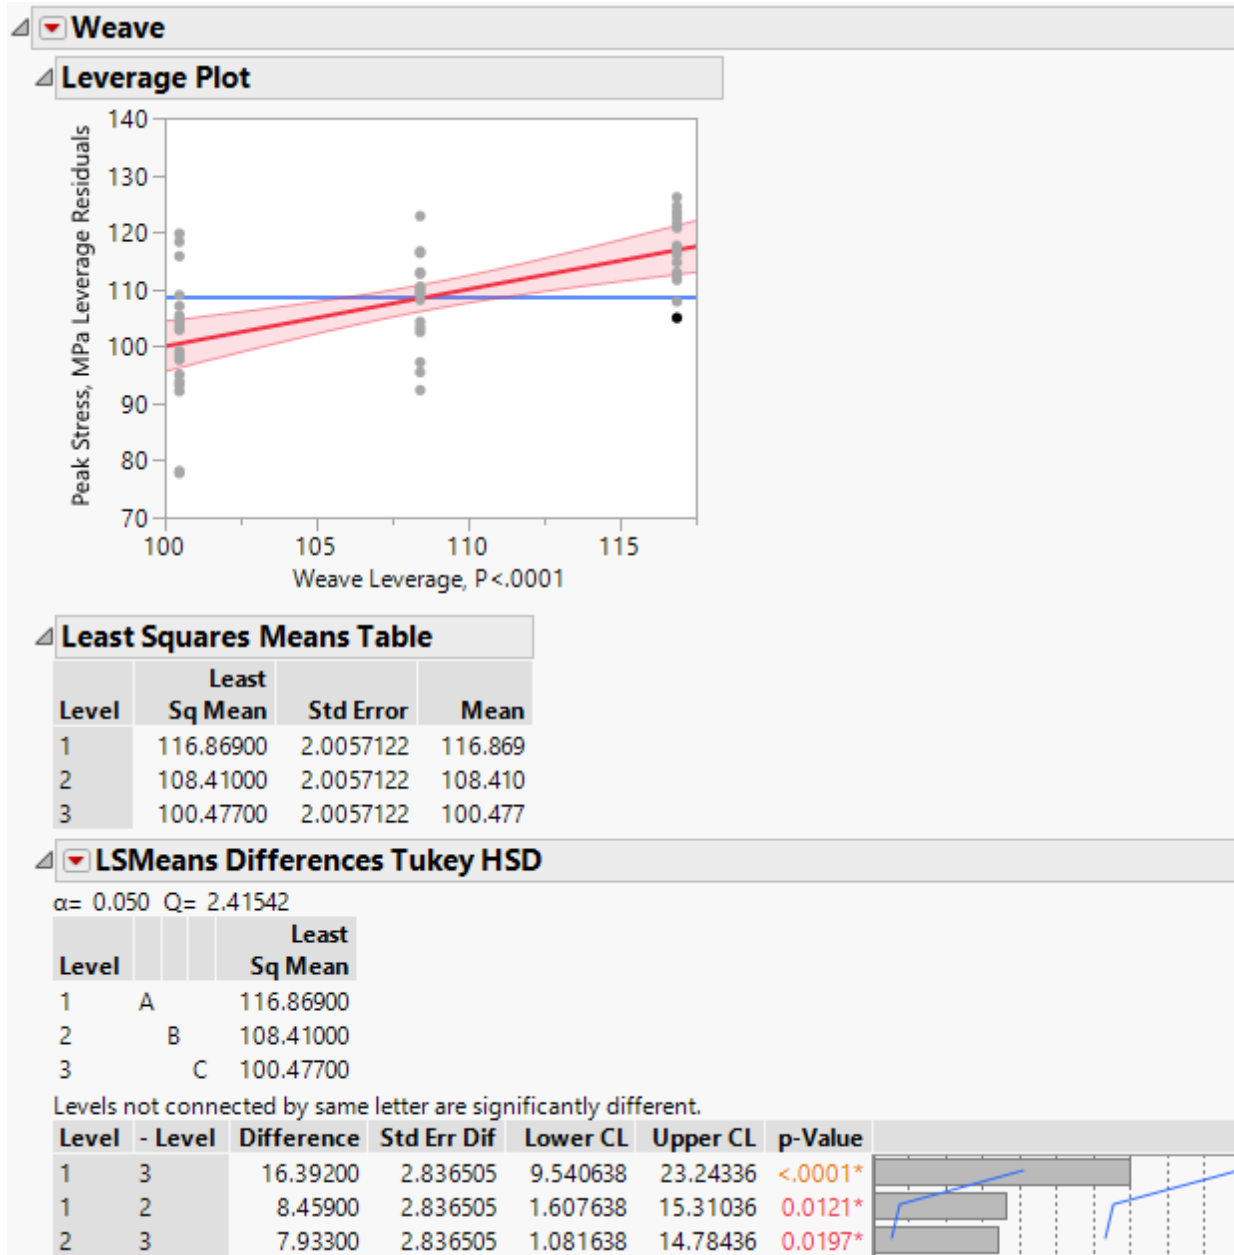 Weave
Leverage Plot
140
130
120
110
100
90
80
70
Peak Stress, MPa Leverage Residuals
100 105 110 115
Weave Leverage, P<.0001
Least Squares Means Table
Least
Level Sq Mean Std Error Mean
1 116.86900 2.0057122 116.869
2 108.41000 2.0057122 108.410
3 100.47700 2.0057122 100.477
LSMeans Differences Tukey HSD
α= 0.050 Q= 2.41542
Least
Level Sq Mean
1 A 116.86900
2 B 108.41000
3 C 100.47700
Levels not connected by same letter are significantly different.
Level - Level Difference Std Err Dif Lower CL Upper CL p-Value
1 3 16.39200 2.836505 9.540638 23.24336 <.0001*
1 2 8.45900 2.836505 1.607638 15.31036 0.0121*
2 3 7.93300 2.836505 1.081638 14.78436 0.0197*